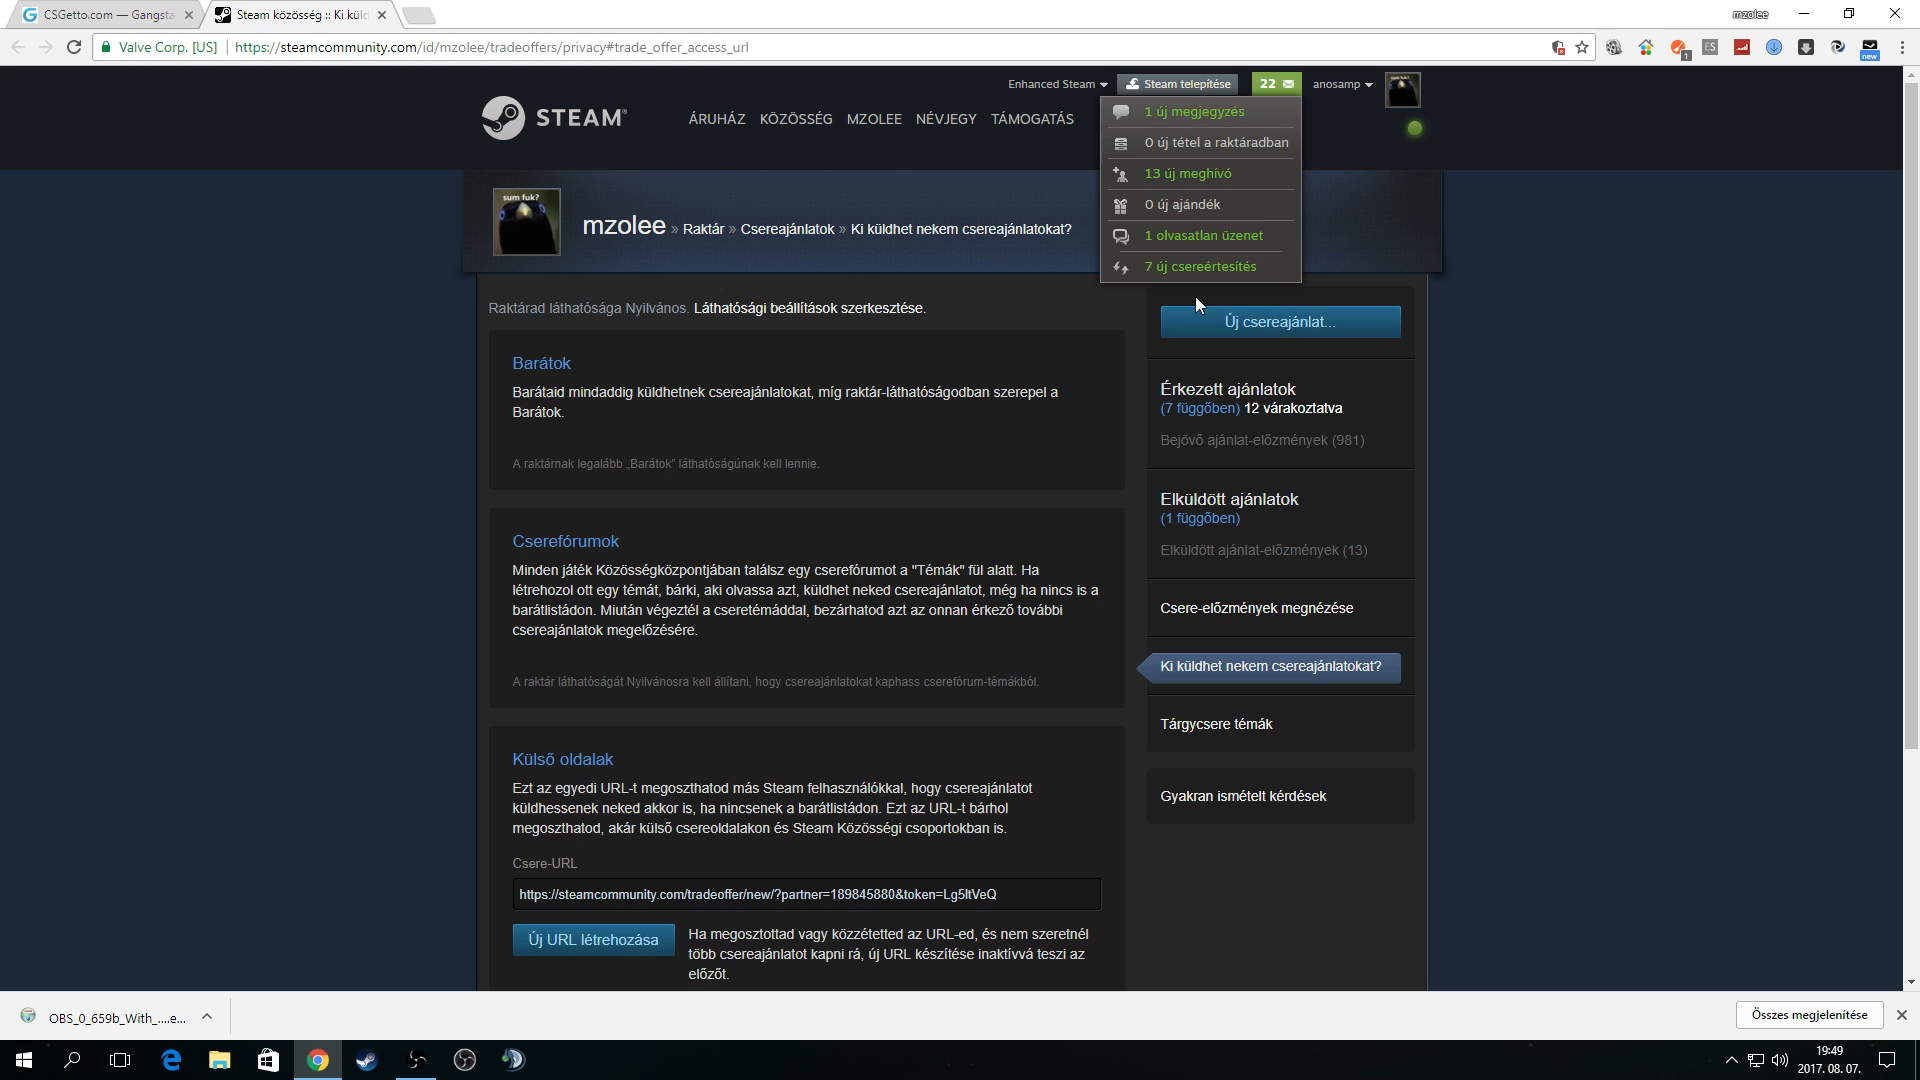 CSGetto.com — Gangsta
Steam közösség :: Ki kül
mzolee
Valve Corp. [US]
https://steamcommunity.com/id/mzolee/tradeoffers/privacy#trade_offer_access_url
1
ES
new
Enhanced Steam
Steam telepítése
22
anosamp
STEAM
ÁRUHÁZ
KÖZÖSSÉG
MZOLEE
NÉVJEGY
TÁMOGATÁS
1 új megjegyzés
0 új tétel a raktáradban
13 új meghívó
0 új ajándék
1 olvasatlan üzenet
7 új csereértesítés
sum fuk?
mzolee » Raktár » Csereajánlatok » Ki küldhet nekem csereajánlatokat?
Raktárad láthatósága Nyilvános. Láthatósági beállítások szerkesztése.
Barátok
Barátaid mindaddig küldhetnek csereajánlatokat, míg raktár-láthatóságodban szerepel a
Barátok.
A raktárnak legalább „Barátok” láthatóságúnak kell lennie.
Cserefórumok
Minden játék Közösségközpontjában találsz egy cserefórumot a "Témák" fül alatt. Ha
létrehozol ott egy témát, bárki, aki olvassa azt, küldhet neked csereajánlatot, még ha nincs is a
barátlistádon. Miután végeztél a cseretémáddal, bezárhatod azt az onnan érkező további
csereajánlatok megelőzésére.
A raktár láthatóságát Nyilvánosra kell állítani, hogy csereajánlatokat kaphass cserefórum-témákból.
Külső oldalak
Ezt az egyedi URL-t megoszthatod más Steam felhasználókkal, hogy csereajánlatot
küldhessenek neked akkor is, ha nincsenek a barátlistádon. Ezt az URL-t bárhol
megoszthatod, akár külső csereoldalakon és Steam Közösségi csoportokban is.
Csere-URL
https://steamcommunity.com/tradeoffer/new/?partner=189845880&token=Lg5ltVeQ
Új URL létrehozása
Ha megosztottad vagy közzétetted az URL-ed, és nem szeretnél
több csereajánlatot kapni rá, új URL készítése inaktívvá teszi az
előzőt.
Új csereajánlat...
Érkezett ajánlatok
(7 függőben) 12 várakoztatva
Bejövő ajánlat-előzmények (981)
Elküldött ajánlatok
(1 függőben)
Elküldött ajánlat-előzmények (13)
Csere-előzmények megnézése
Ki küldhet nekem csereajánlatokat?
Tárgycsere témák
Gyakran ismételt kérdések
OBS_0_659b_With_....e...
Összes megjelenítése
19:49
2017. 08. 07.